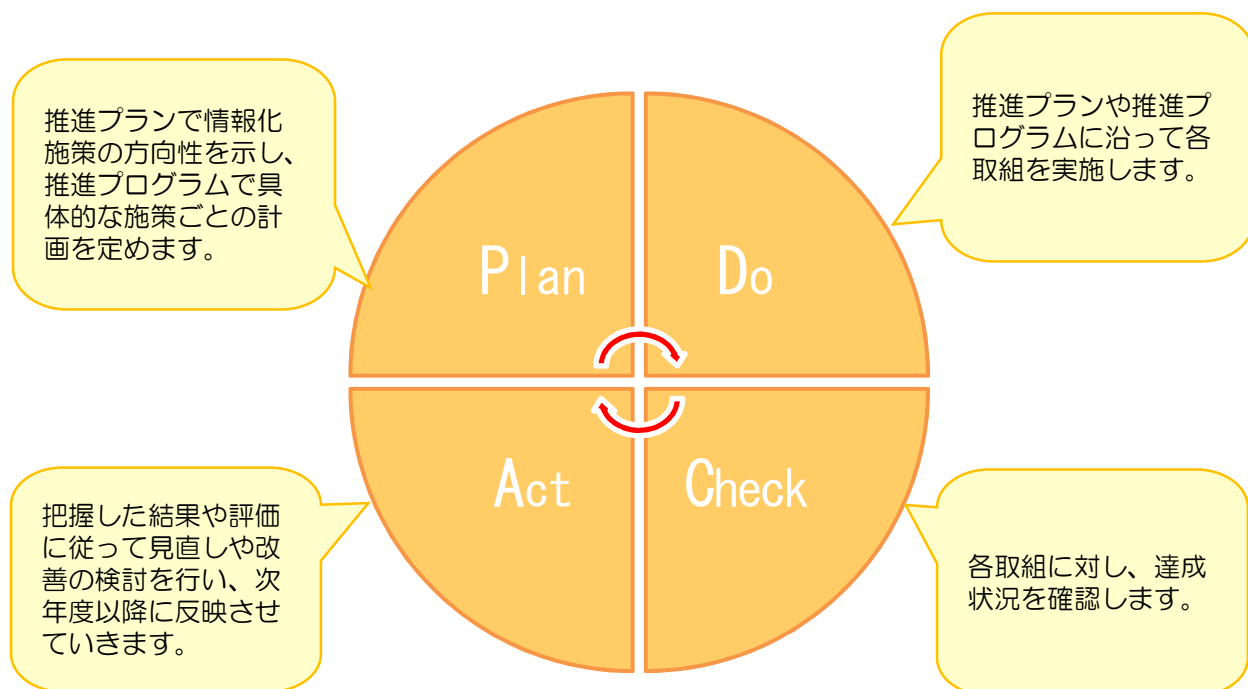 推進プランで情報化
施策の方向性を示し、
推進プログラムで具
体的な施策ごとの計
画を定めます。
推進プランや推進プ
ログラムに沿って各
取組を実施します。
Plan
Do
Act
Check
把握した結果や評価
に従って見直しや改
善の検討を行い、次
年度以降に反映させ
ていきます。
各取組に対し、達成
状況を確認します。